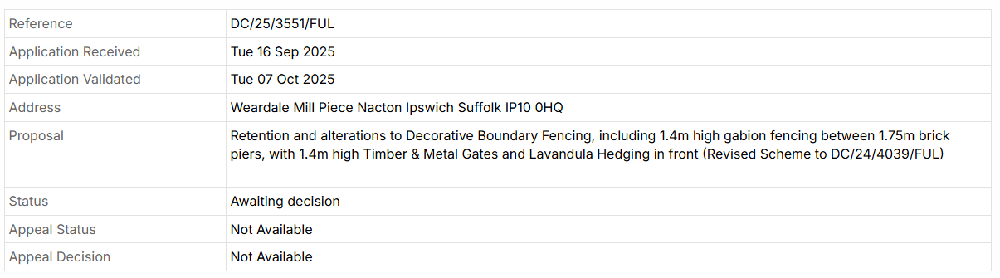 Reference DC/25/3551/FUL
Application Received Tue 16 Sep 2025
Application Validated Tue 07 Oct 2025
Address Weardale Mill Piece Nacton Ipswich Suffolk IP10 0HQ
Proposal Retention and alterations to Decorative Boundary Fencing, including 1.4m high gabion fencing between 1.75m brick
piers, with 1.4m high Timber & Metal Gates and Lavandula Hedging in front (Revised Scheme to DC/24/4039/FUL)
Status Awaiting decision
Appeal Status Not Available
Appeal Decision Not Available